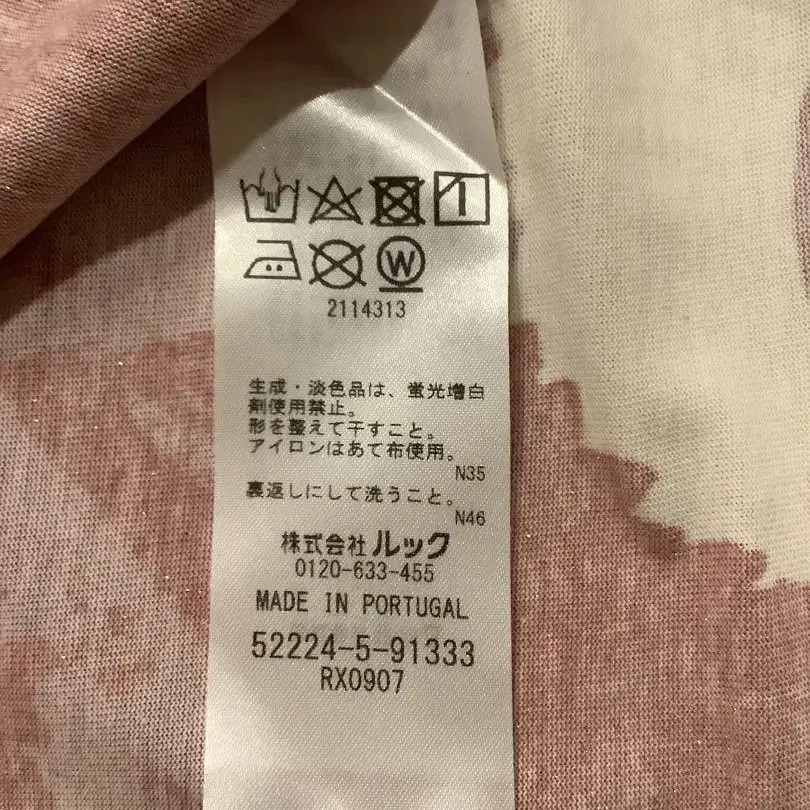 W
2114313
生成・淡色品は、蛍光増白
剤使用禁止。
形を整えて干すこと。
アイロンはあて布使用。
N35
裏返しにして洗うこと。
N46
株式会社ルック
0120-633-455
MADE IN PORTUGAL
52224-5-91333
RX0907